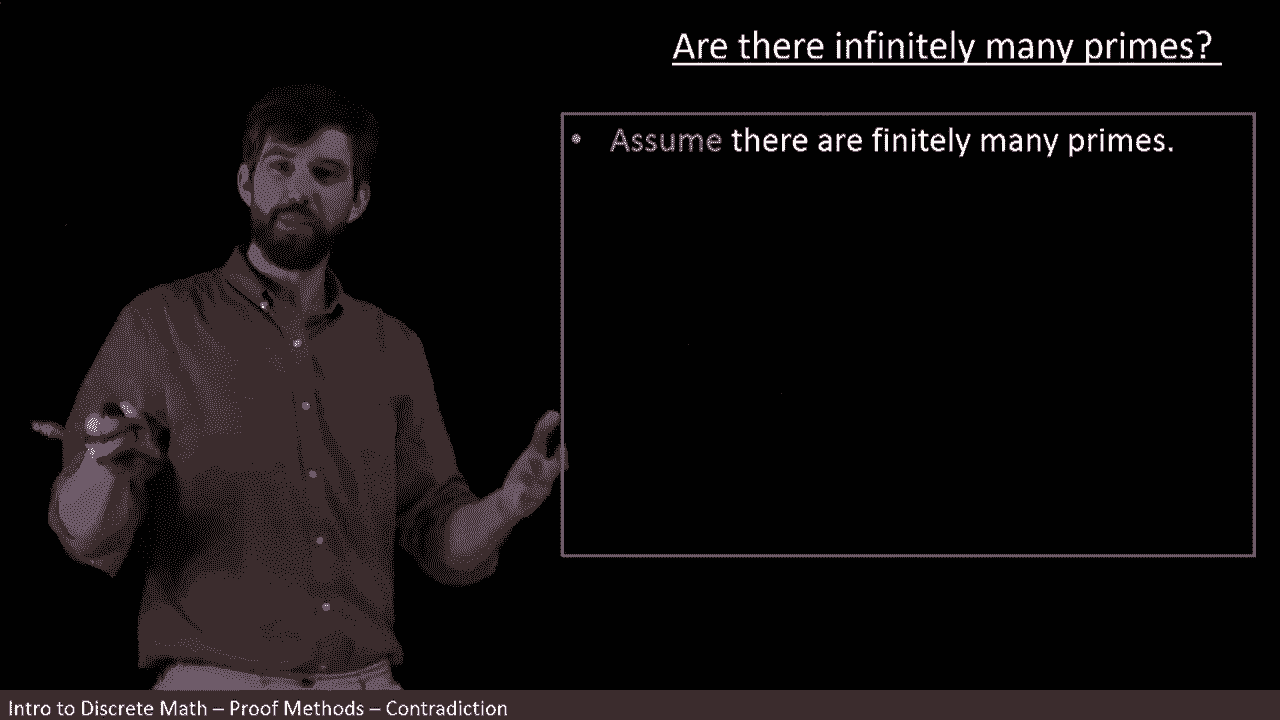 Are there infinitely many primes?
• Assume there are finitely many primes.
Intro to Discrete Math – Proof Methods – Contradiction